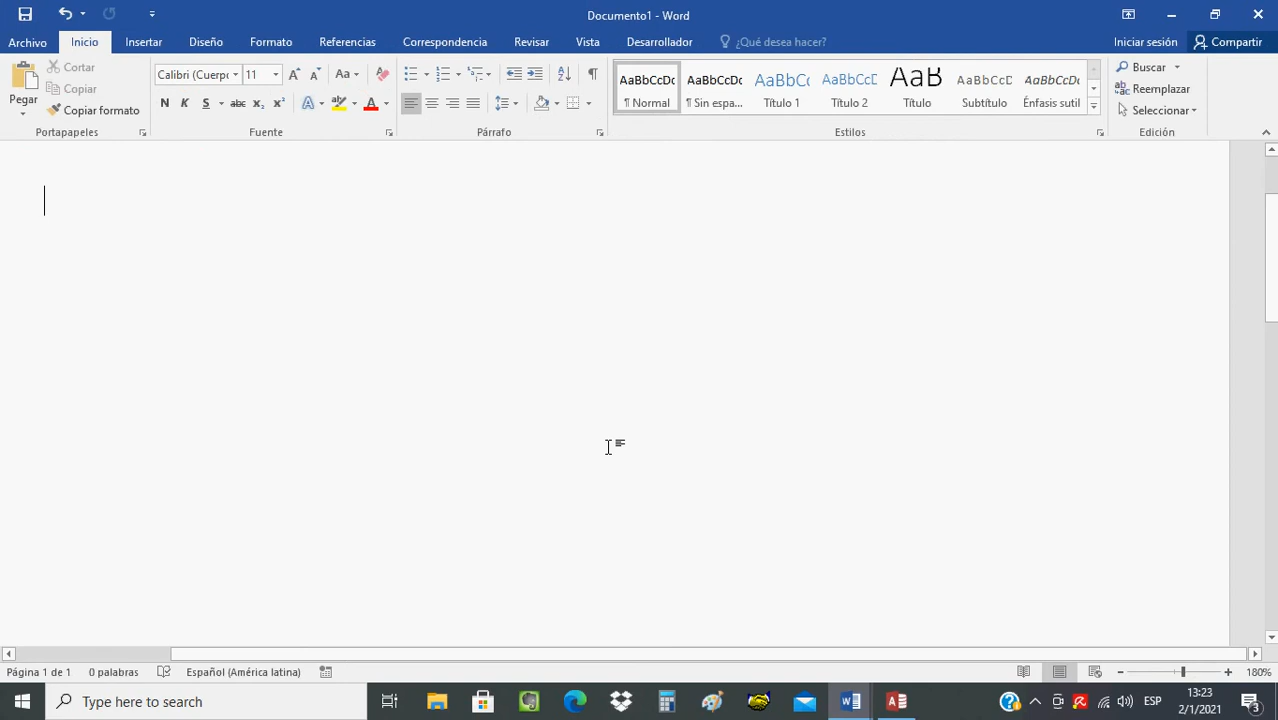 Documento1 - Word
Archivo Inicio Insertar Diseño Formato Referencias Correspondencia Revisar Vista Desarrollador ¿Qué desea hacer? Iniciar sesión Compartir
Pegar
Cortar
Copiar
Copiar formato
Portapapeles
Calibri (Cuerpo 11
Aa
N K S abc x₂ x²
A ab A
Fuente
Párrafo
AaBbCcDc
¶ Normal
AaBbCcDc
¶ Sin espa...
AaBbCc
Título 1
AaBbCcD
Título 2
AaB
Título
AaBbCcD
Subtítulo
AaBbCcDc
Énfasis sutil
Estilos
Buscar
Reemplazar
Seleccionar
Edición
Página 1 de 1 0 palabras Español (América latina) 180%
Type here to search
ESP
13:23
2/1/2021
3